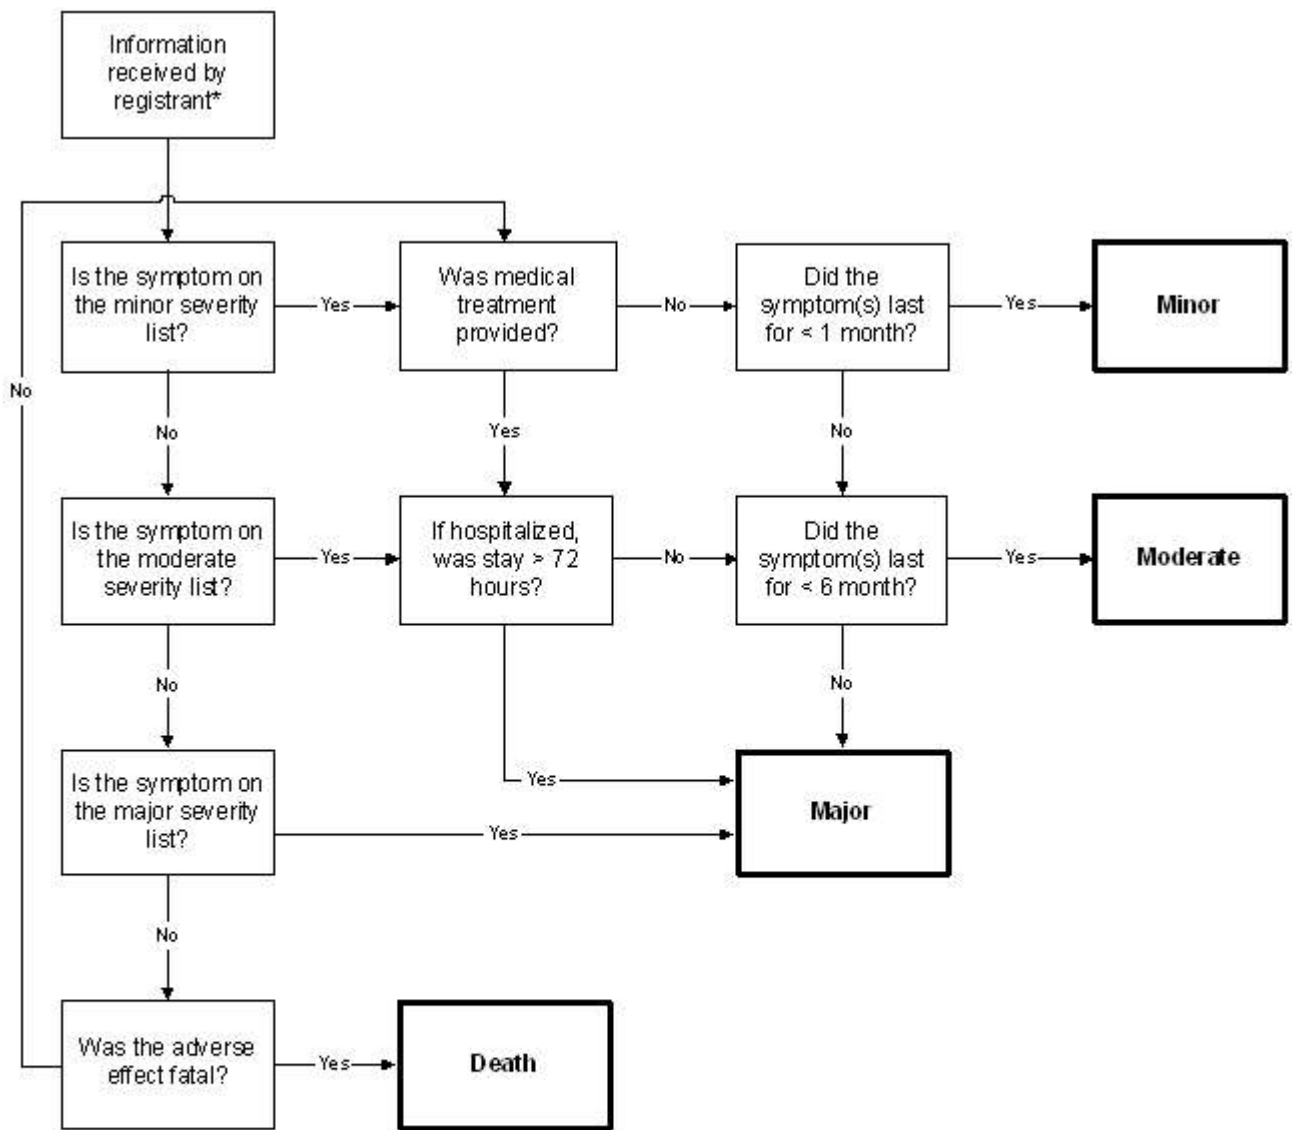 Information
received by
registrant*
Is the symptom on
the minor severity
list?
Yes
Was medical
treatment
provided?
No
Did the
symptom(s) last
for < 1 month?
Yes
Minor
No
No
Yes
No
Is the symptom on
the moderate
severity list?
Yes
If hospitalized,
was stay > 72
hours?
No
Did the
symptom(s) last
for < 6 month?
Yes
Moderate
No
No
Is the symptom on
the major severity
list?
Yes
Yes
Major
No
Was the adverse
effect fatal?
Yes
Death